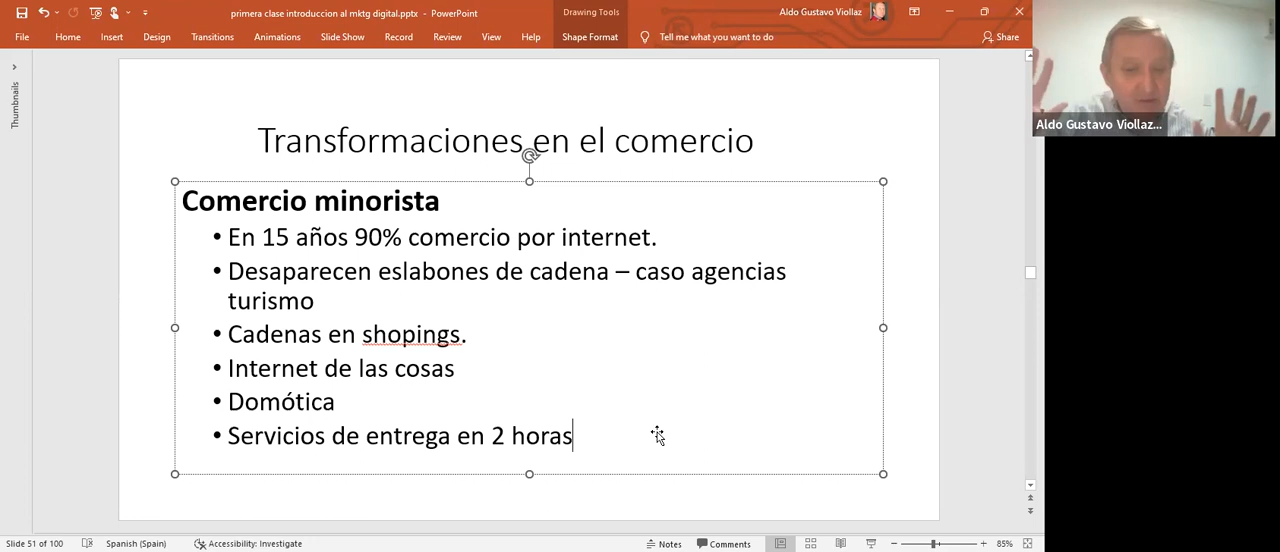 primera clase introduccion al mktg digital.pptx - PowerPoint
Drawing Tools
Aldo Gustavo Viollaz
File Home Insert Design Transitions Animations Slide Show Record Review View Help Shape Format Tell me what you want to do Share
Aldo Gustavo Viollaz...
Thumbnails
Transformaciones en el comercio
Comercio minorista
• En 15 años 90% comercio por internet.
• Desaparecen eslabones de cadena – caso agencias
turismo
• Cadenas en shopings.
• Internet de las cosas
• Domótica
• Servicios de entrega en 2 horas
Slide 51 of 100 Spanish (Spain) Accessibility: Investigate Notes Comments 85%